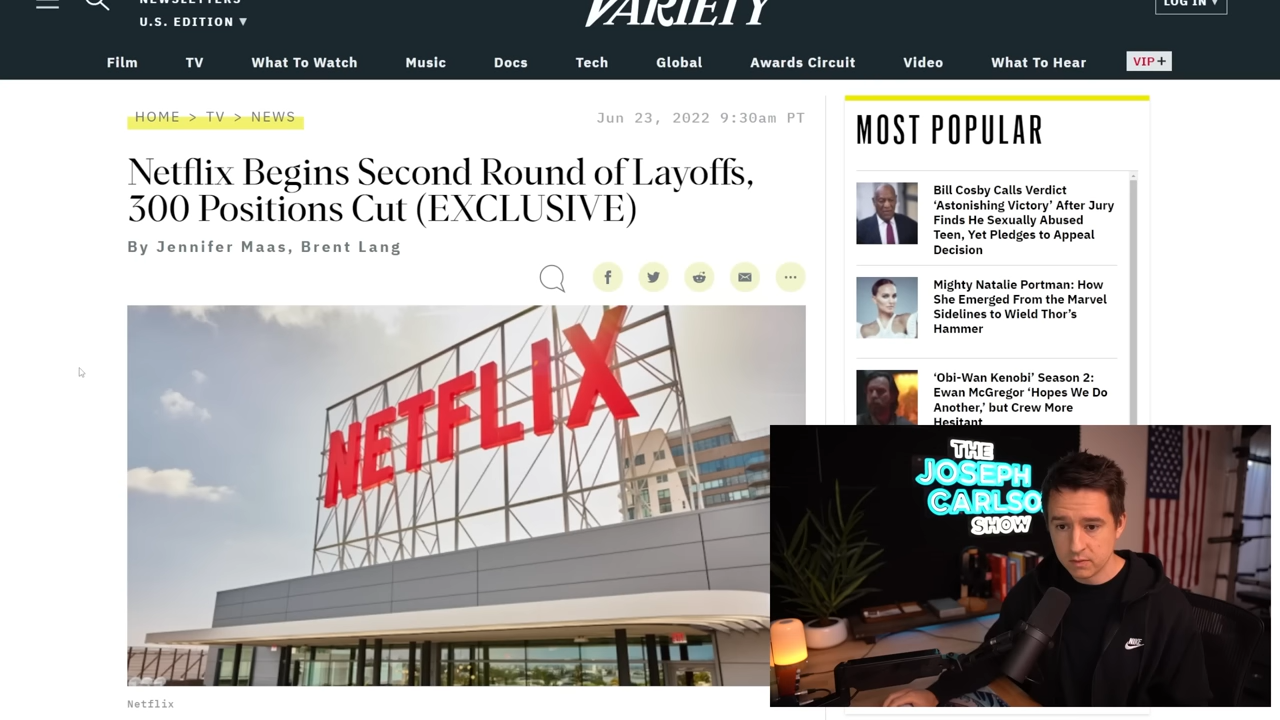 NEWSLETTERS
U.S. EDITION ▼
VARIETY
LOG IN ▼
Film TV What To Watch Music Docs Tech Global Awards Circuit Video What To Hear VIP+
HOME > TV > NEWS
Jun 23, 2022 9:30am PT
Netflix Begins Second Round of Layoffs,
300 Positions Cut (EXCLUSIVE)
By Jennifer Maas, Brent Lang
NETFLIX
Netflix
MOST POPULAR
Bill Cosby Calls Verdict
‘Astonishing Victory’ After Jury
Finds He Sexually Abused
Teen, Yet Pledges to Appeal
Decision
Mighty Natalie Portman: How
She Emerged From the Marvel
Sidelines to Wield Thor’s
Hammer
‘Obi-Wan Kenobi’ Season 2:
Ewan McGregor ‘Hopes We Do
Another,’ but Crew More
Hesitant
THE
JOSEPH
CARLSO
SHOW
NIKE